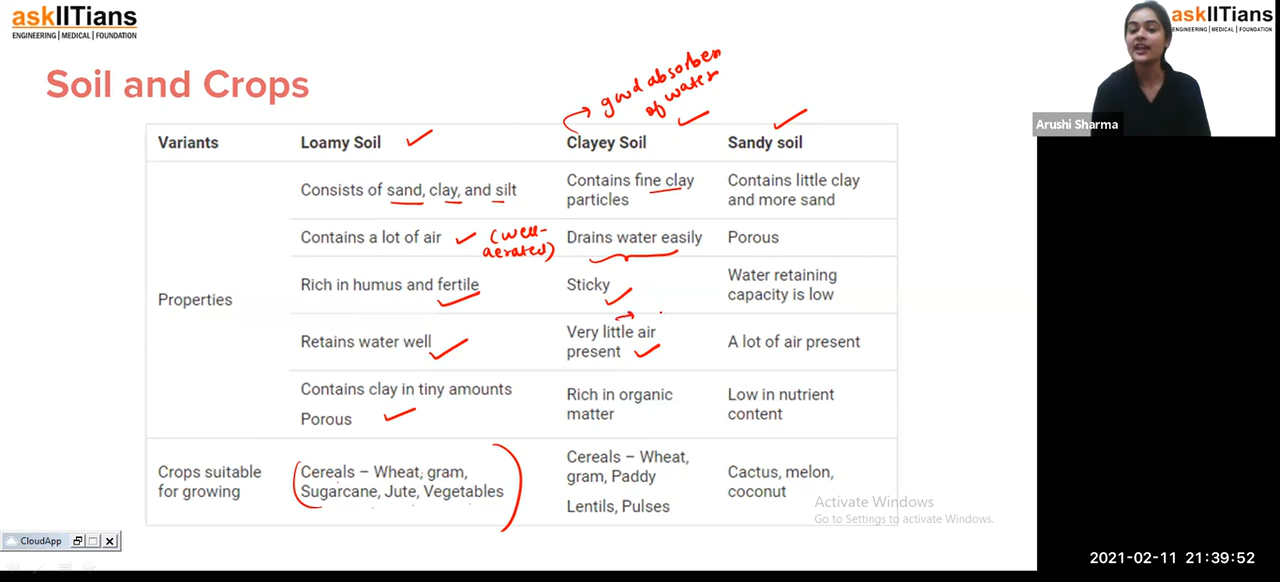 askIITians
ENGINEERING | MEDICAL | FOUNDATION
askIITians
ENGINEERING | MEDICAL | FOUNDATION
Arushi Sharma
Soil and Crops
good absorber
of water
Variants
Loamy Soil
Clayey Soil
Sandy soil
Properties
Consists of sand, clay, and silt
Contains fine clay
particles
Contains little clay
and more sand
Contains a lot of air
(well-
aerated)
Drains water easily
Porous
Rich in humus and fertile
Sticky
Water retaining
capacity is low
Retains water well
Very little air
present
A lot of air present
Contains clay in tiny amounts
Porous
Rich in organic
matter
Low in nutrient
content
Crops suitable
for growing
Cereals – Wheat, gram,
Sugarcane, Jute, Vegetables
Cereals – Wheat,
gram, Paddy
Lentils, Pulses
Cactus, melon,
coconut
Activate Windows
Go to Settings to activate Windows.
CloudApp
2021-02-11 21:39:52